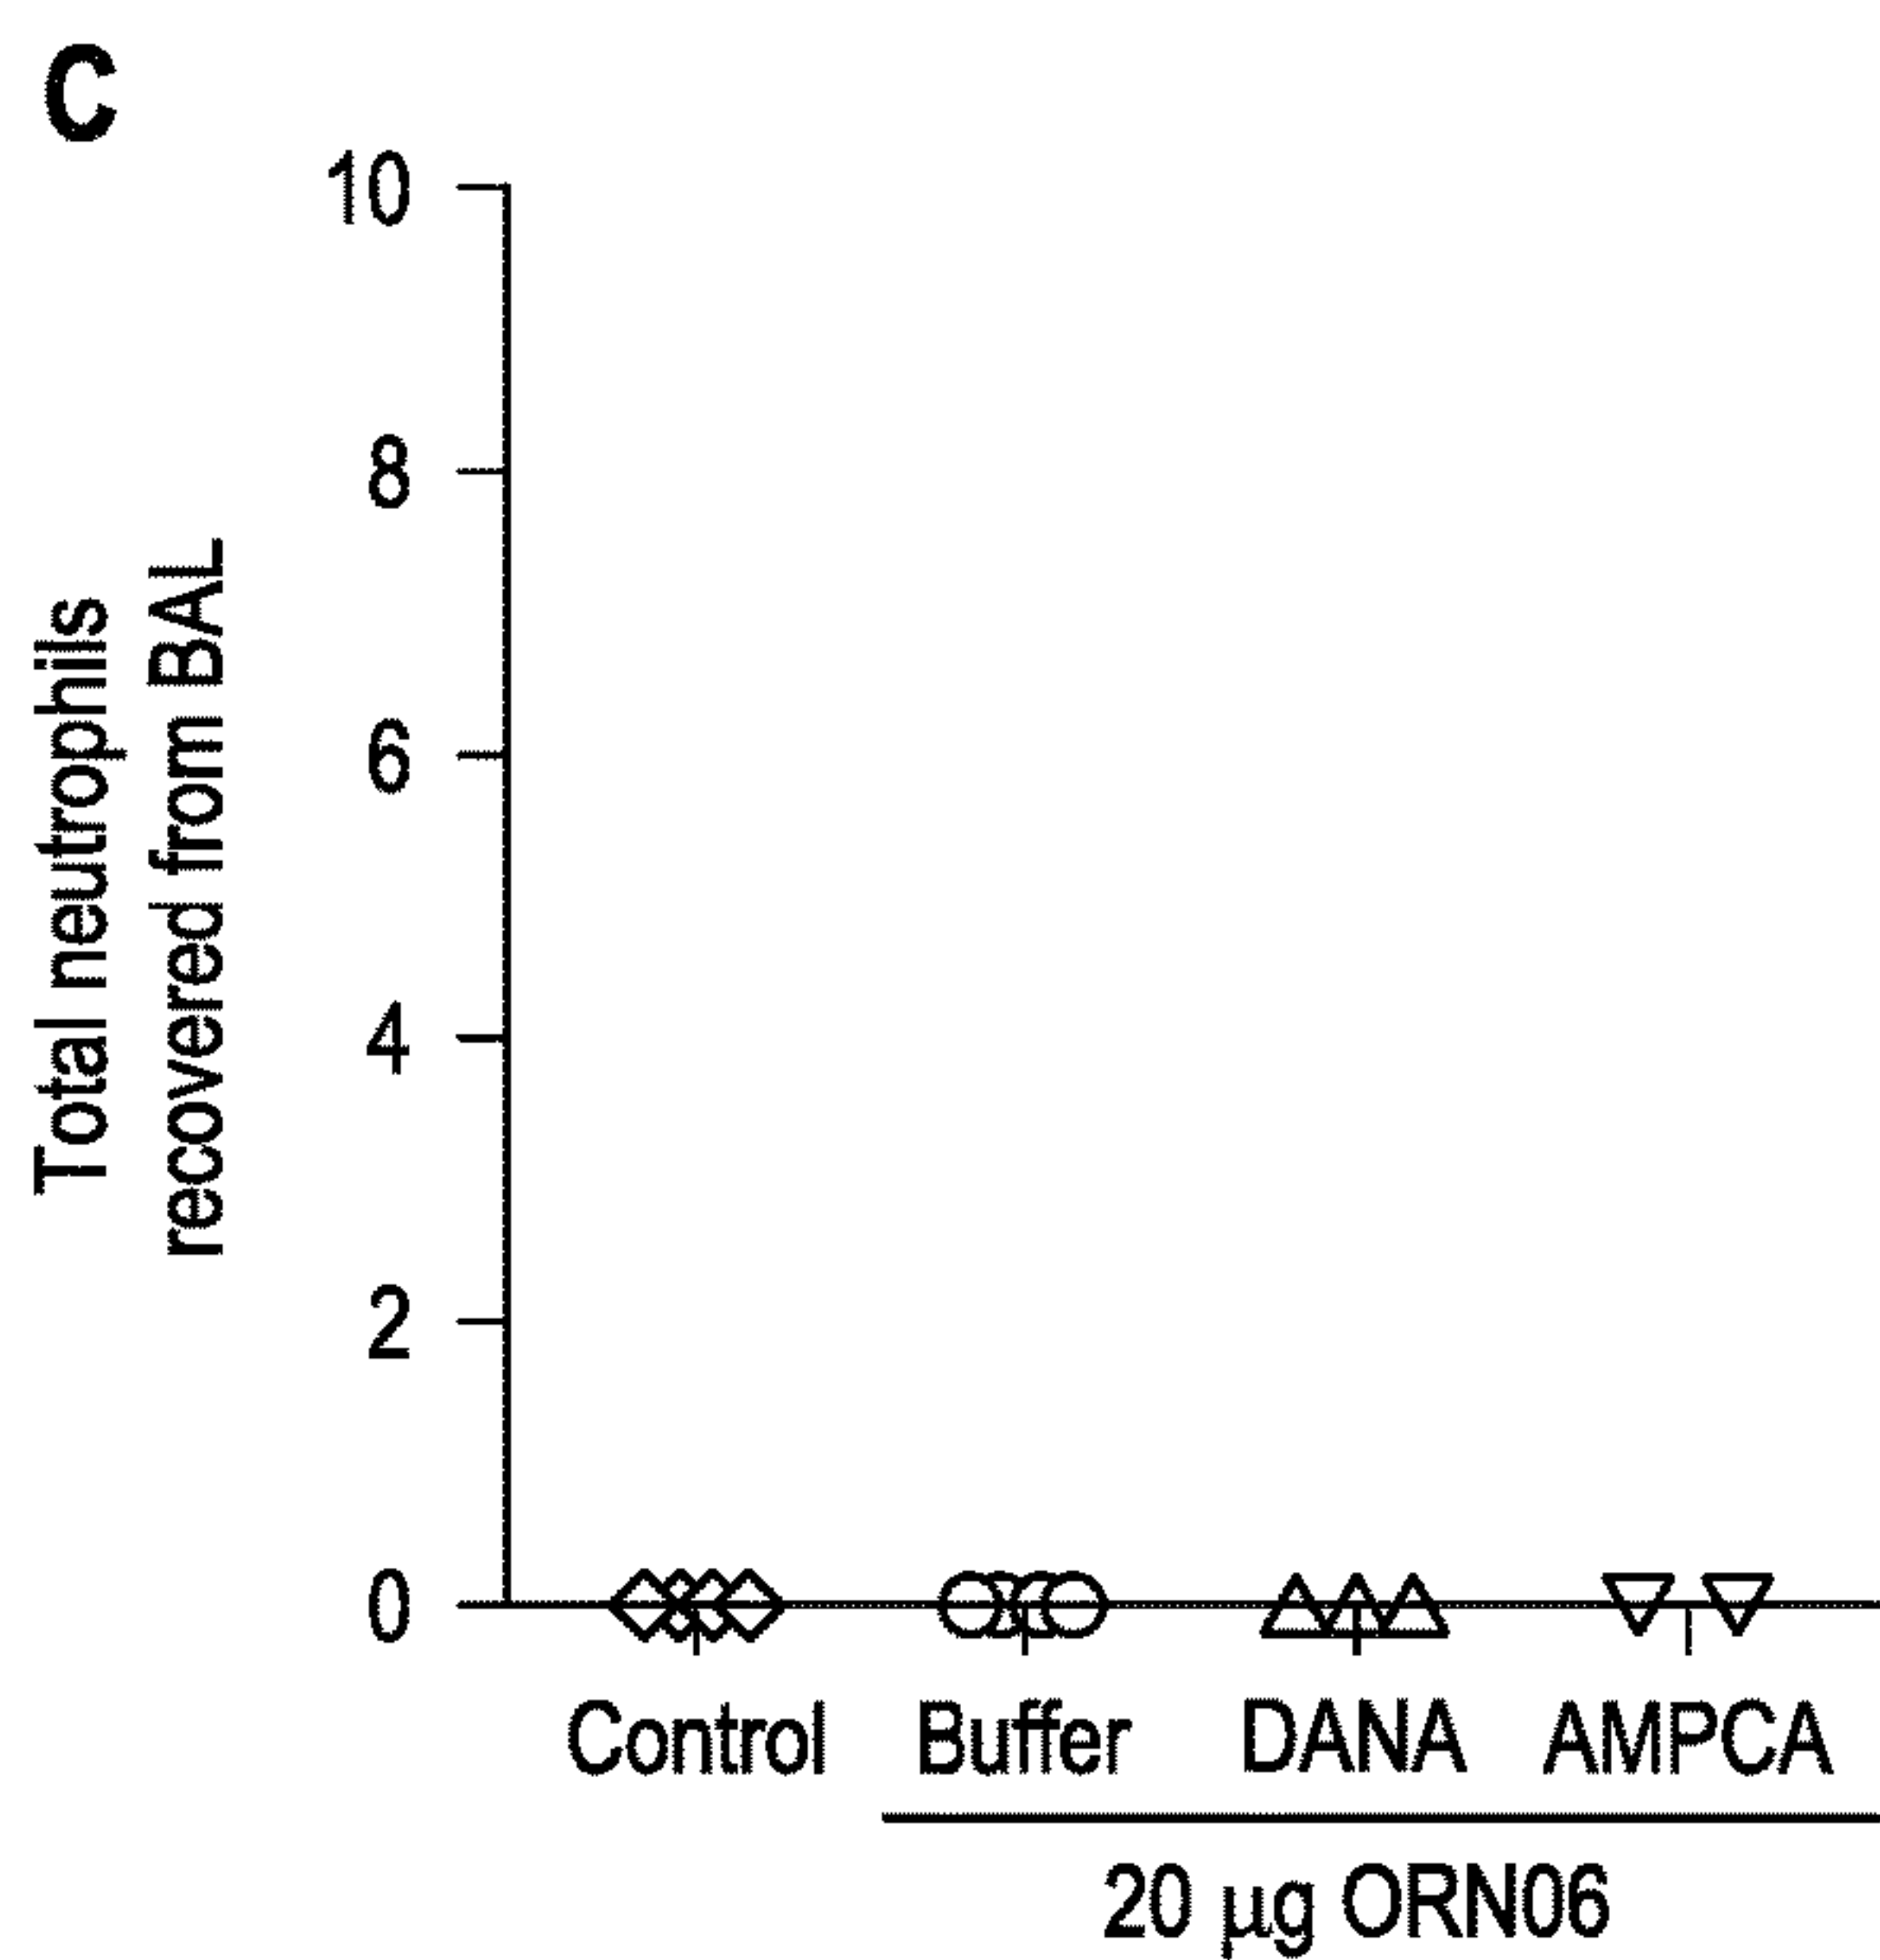 C
Total neutrophils
recovered from BAL
10
8
6
4
2
0
Control Buffer DANA AMPCA
20 µg ORN06